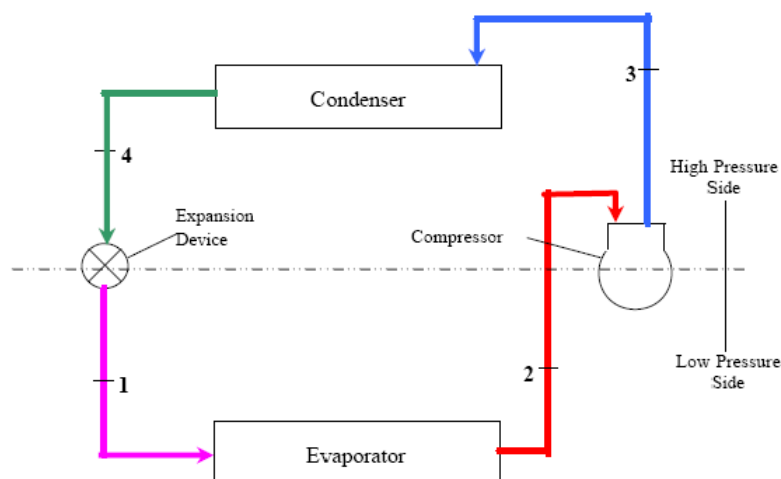 Condenser
3
4
High Pressure
Side
Expansion
Device
Compressor
1
2
Low Pressure
Side
Evaporator